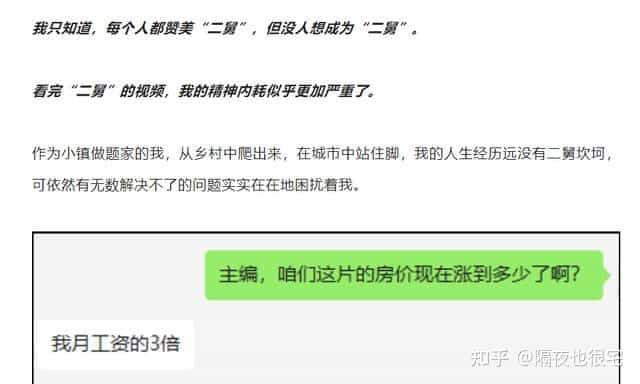 我只知道，每个人都赞美“二舅”，但没人想成为“二舅”。
看完“二舅”的视频，我的精神内耗似乎更加严重了。
作为小镇做题家的我，从乡村中爬出来，在城市中站住脚，我的人生经历远没有二舅坎坷，
可依然有无数解决不了的问题实实在在地困扰着我。
主编，咱们这片的房价现在涨到多少了啊？
我月工资的3倍
知乎 @隔夜也很宅